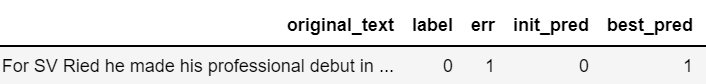 original_text label err init_pred best_pred
For SV Ried he made his professional debut in ... 0 1 0 1